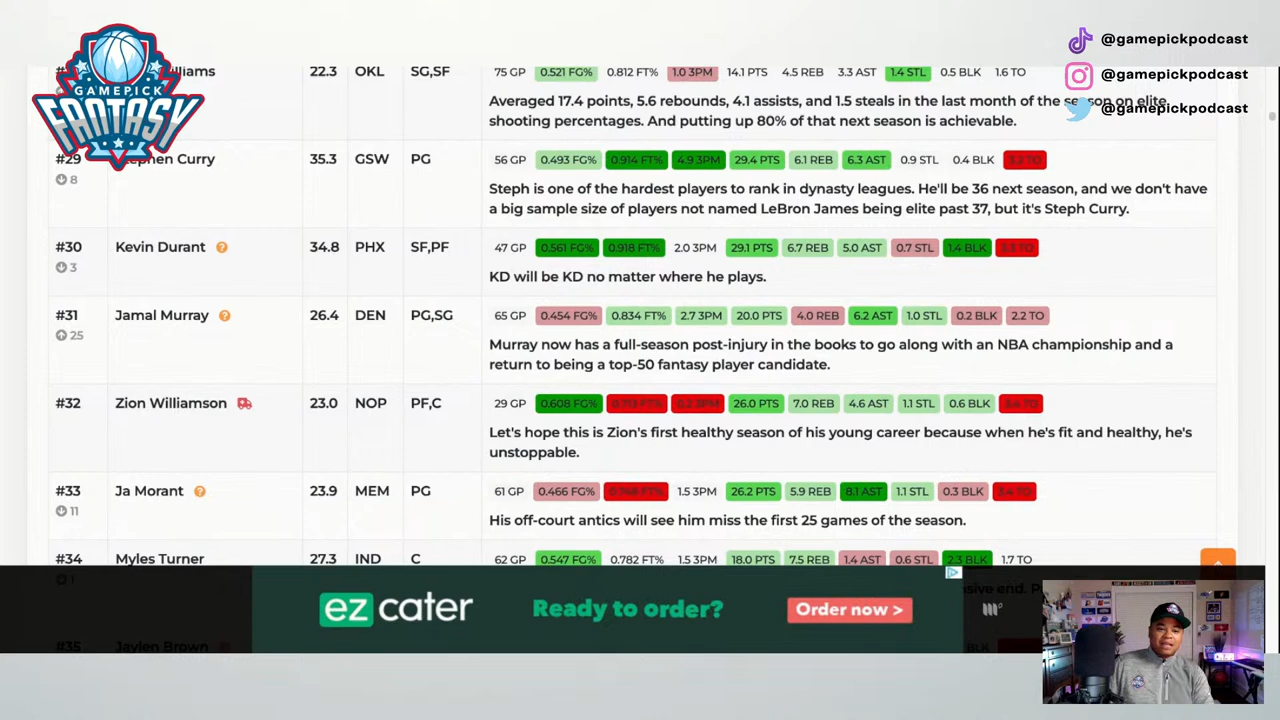 GAMEPICK
FANTASY
@gamepickpodcast
@gamepickpodcast
@gamepickpodcast
22.3 OKL SG,SF 75 GP 0.521 FG% 0.812 FT% 1.0 3PM 14.1 PTS 4.5 REB 3.3 AST 1.4 STL 0.5 BLK 1.6 TO
Averaged 17.4 points, 5.6 rebounds, 4.1 assists, and 1.5 steals in the last month of the season on elite
shooting percentages. And putting up 80% of that next season is achievable.
#29 Curry 35.3 GSW PG 56 GP 0.493 FG% 0.914 FT% 4.9 3PM 29.4 PTS 6.1 REB 6.3 AST 0.9 STL 0.4 BLK
8
Steph is one of the hardest players to rank in dynasty leagues. He'll be 36 next season, and we don't have
a big sample size of players not named LeBron James being elite past 37, but it's Steph Curry.
#30 Kevin Durant ? 34.8 PHX SF,PF 47 GP 0.561 FG% 0.918 FT% 2.0 3PM 29.1 PTS 6.7 REB 5.0 AST 0.7 STL 1.4 BLK
3
KD will be KD no matter where he plays.
#31 Jamal Murray ? 26.4 DEN PG,SG 65 GP 0.454 FG% 0.834 FT% 2.7 3PM 20.0 PTS 4.0 REB 6.2 AST 1.0 STL 0.2 BLK 2.2 TO
25
Murray now has a full-season post-injury in the books to go along with an NBA championship and a
return to being a top-50 fantasy player candidate.
#32 Zion Williamson 23.0 NOP PF,C 29 GP 0.608 FG% 26.0 PTS 7.0 REB 4.6 AST 1.1 STL 0.6 BLK
Let's hope this is Zion's first healthy season of his young career because when he's fit and healthy, he's
unstoppable.
#33 Ja Morant ? 23.9 MEM PG 61 GP 0.466 FG% 1.5 3PM 26.2 PTS 5.9 REB 8.1 AST 1.1 STL 0.3 BLK
11
His off-court antics will see him miss the first 25 games of the season.
#34 Myles Turner 27.3 IND C 62 GP 0.547 FG% 0.782 FT% 1.5 3PM 18.0 PTS 7.5 REB 1.4 AST 0.6 STL 2.3 BLK 1.7 TO
ez cater Ready to order? Order now >
#35 Jaylen Brown